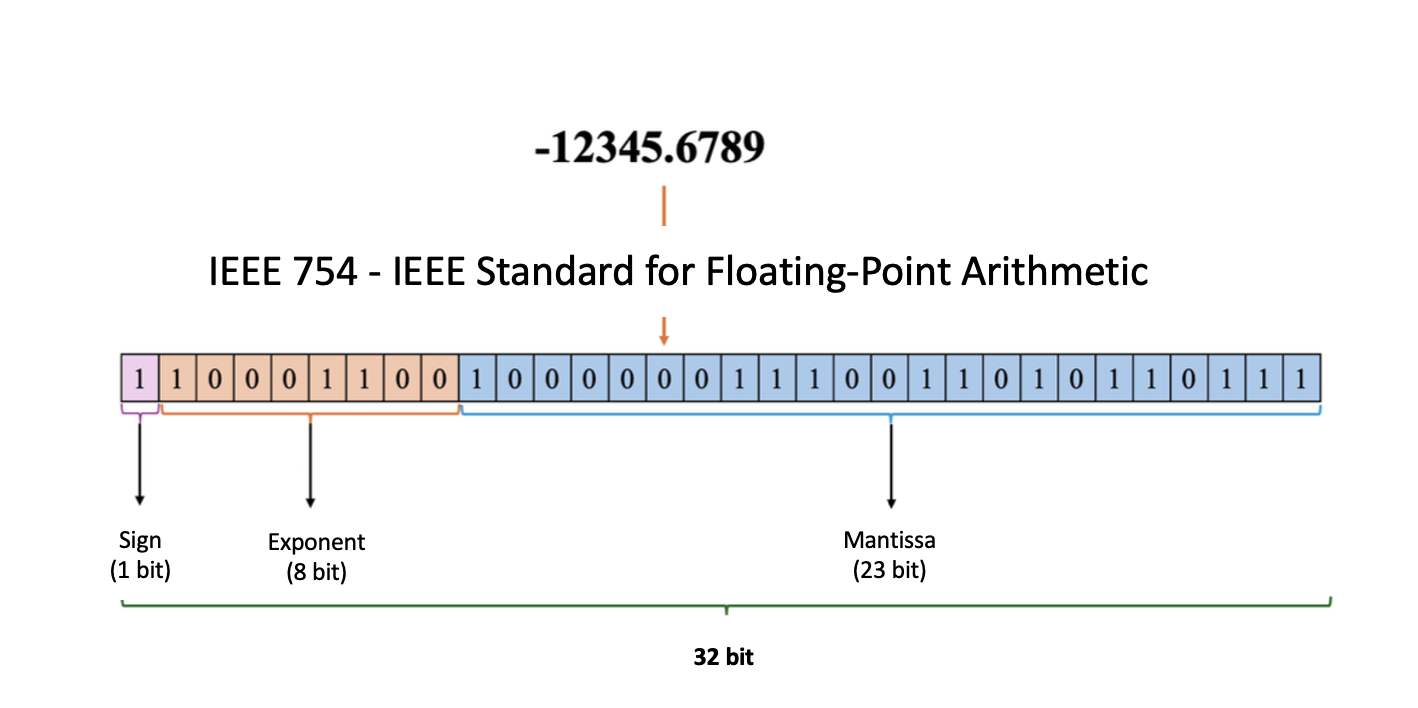 -12345.6789
IEEE 754 - IEEE Standard for Floating-Point Arithmetic
1 1 0 0 0 1 1 0 0 1 0 0 0 0 0 0 1 1 1 0 0 1 1 0 1 0 1 1 0 1 1 1
Sign Exponent Mantissa
(1 bit) (8 bit) (23 bit)
32 bit